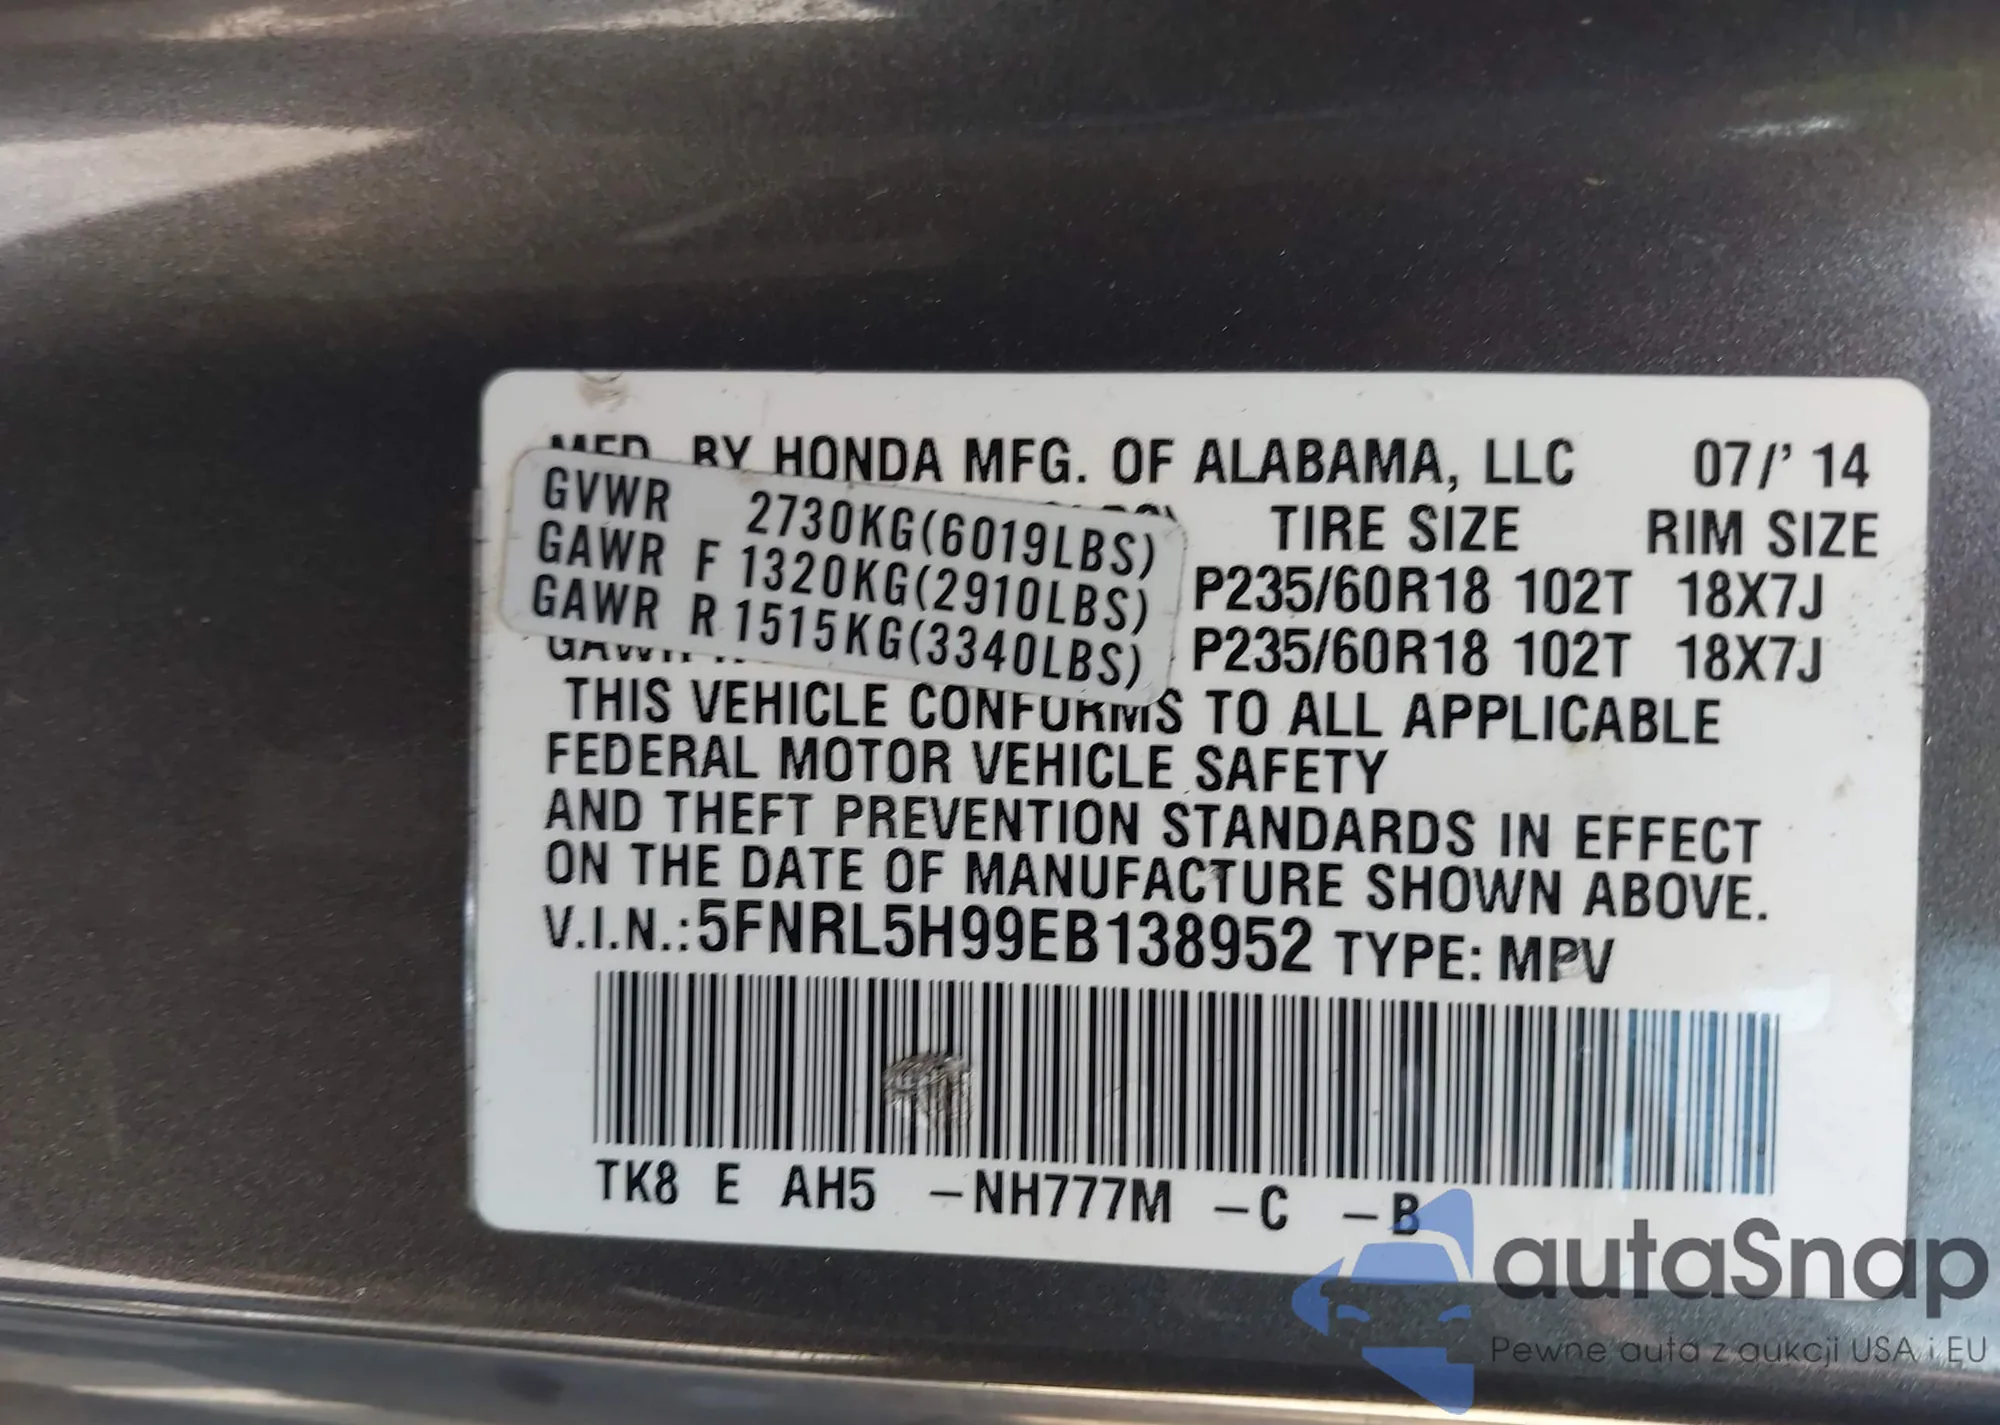 MFD. BY HONDA MFG. OF ALABAMA, LLC 07/' 14
GVWR 2730KG(6019LBS) TIRE SIZE RIM SIZE
GAWR F 1320KG(2910LBS) P235/60R18 102T 18X7J
GAWR R 1515KG(3340LBS) P235/60R18 102T 18X7J
THIS VEHICLE CONFORMS TO ALL APPLICABLE
FEDERAL MOTOR VEHICLE SAFETY
AND THEFT PREVENTION STANDARDS IN EFFECT
ON THE DATE OF MANUFACTURE SHOWN ABOVE.
V.I.N.:5FNRL5H99EB138952 TYPE: MPV
TK8 E AH5 –NH777M –C –B
autaSnap
Pewne auta z aukcji USA i EU